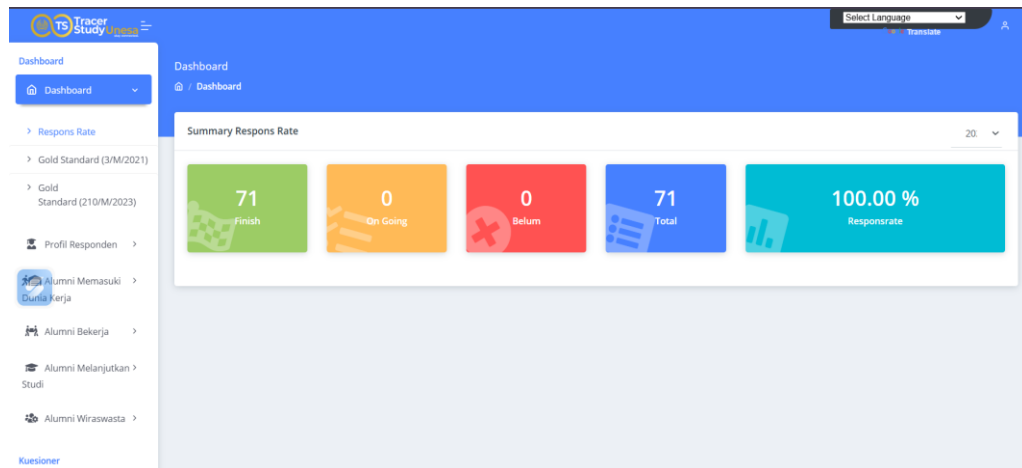 TS Tracer
Study Unesa
Select Language
Translate
Dashboard
Dashboard
Respons Rate
Gold Standard (3/M/2021)
Gold
Standard (210/M/2023)
Profil Responden
Alumni Memasuki
Dunia Kerja
Alumni Bekerja
Alumni Melanjutkan
Studi
Alumni Wiraswasta
Kuesioner
Dashboard
/ Dashboard
Summary Respons Rate
71
Finish
0
On Going
0
Belum
71
Total
100.00 %
Responsrate